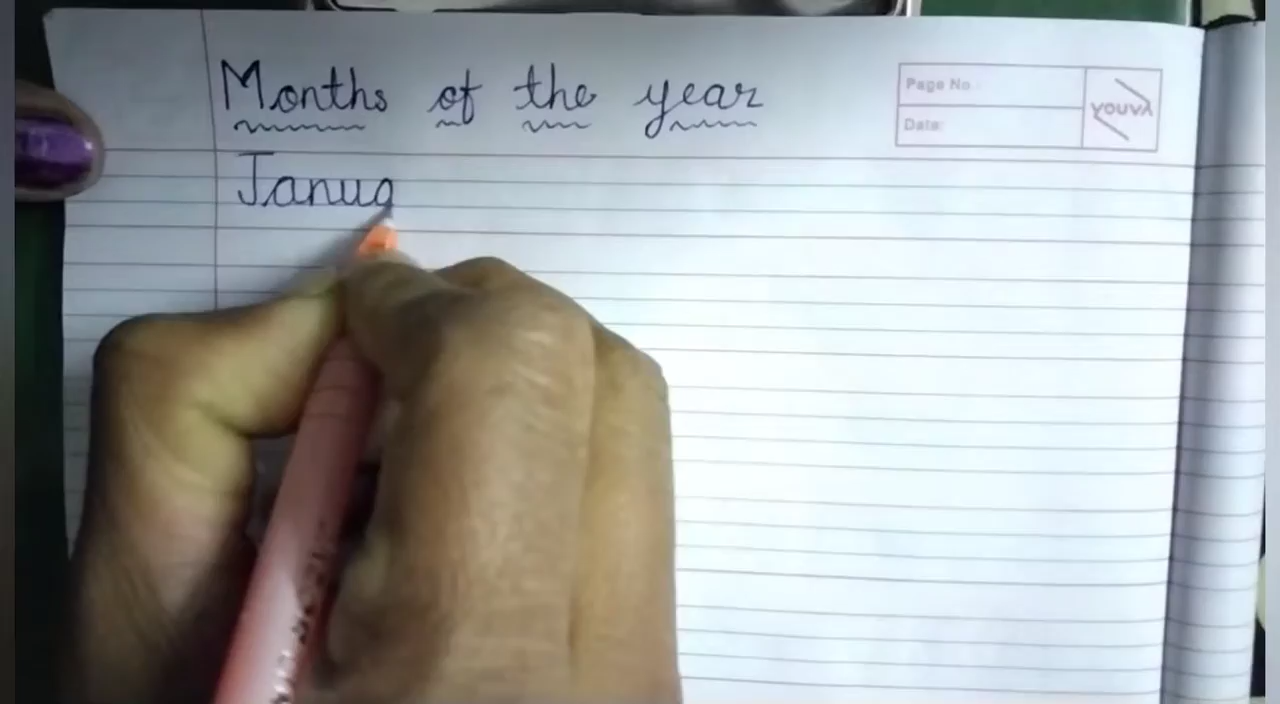 Months of the year
Page No.
Date:
YOUVA
Janua